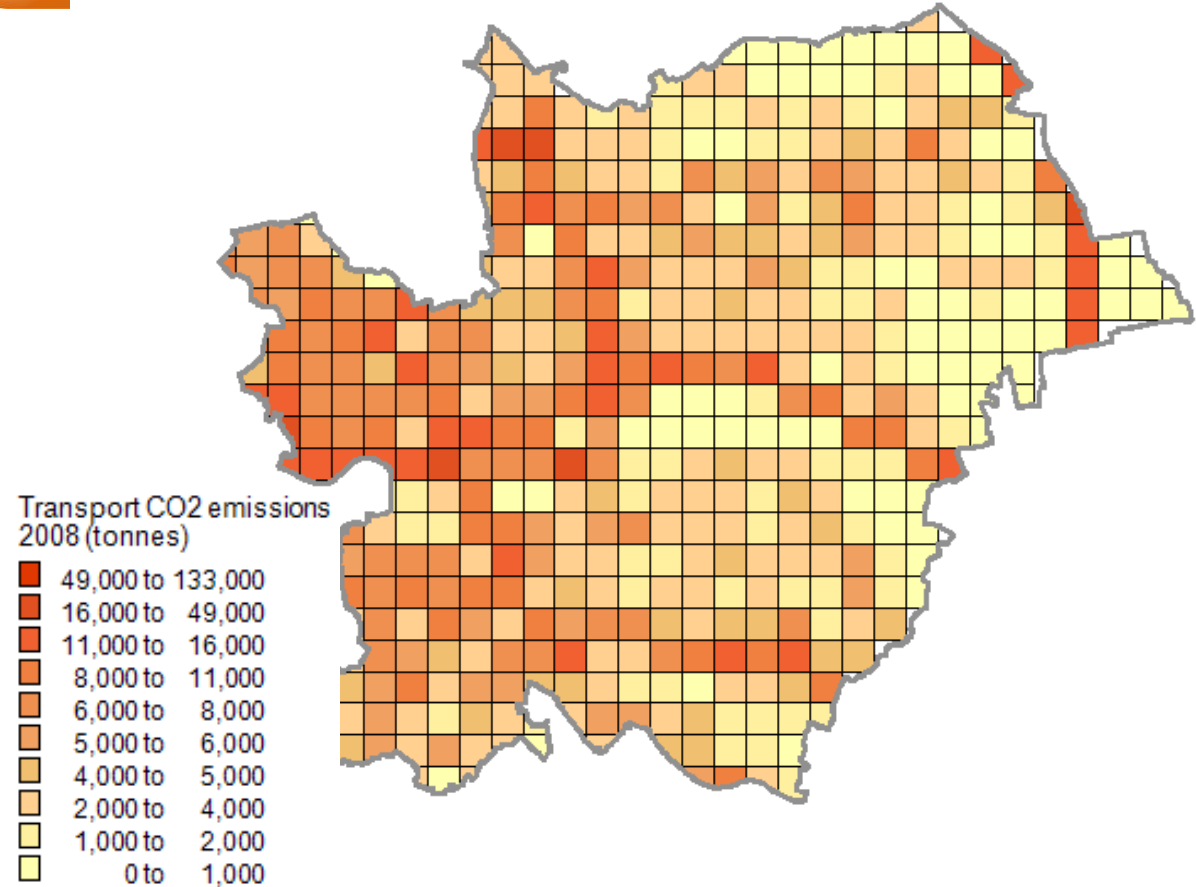 Transport CO2 emissions
2008 (tonnes)
49,000 to 133,000
16,000 to 49,000
11,000 to 16,000
8,000 to 11,000
6,000 to 8,000
5,000 to 6,000
4,000 to 5,000
2,000 to 4,000
1,000 to 2,000
0 to 1,000